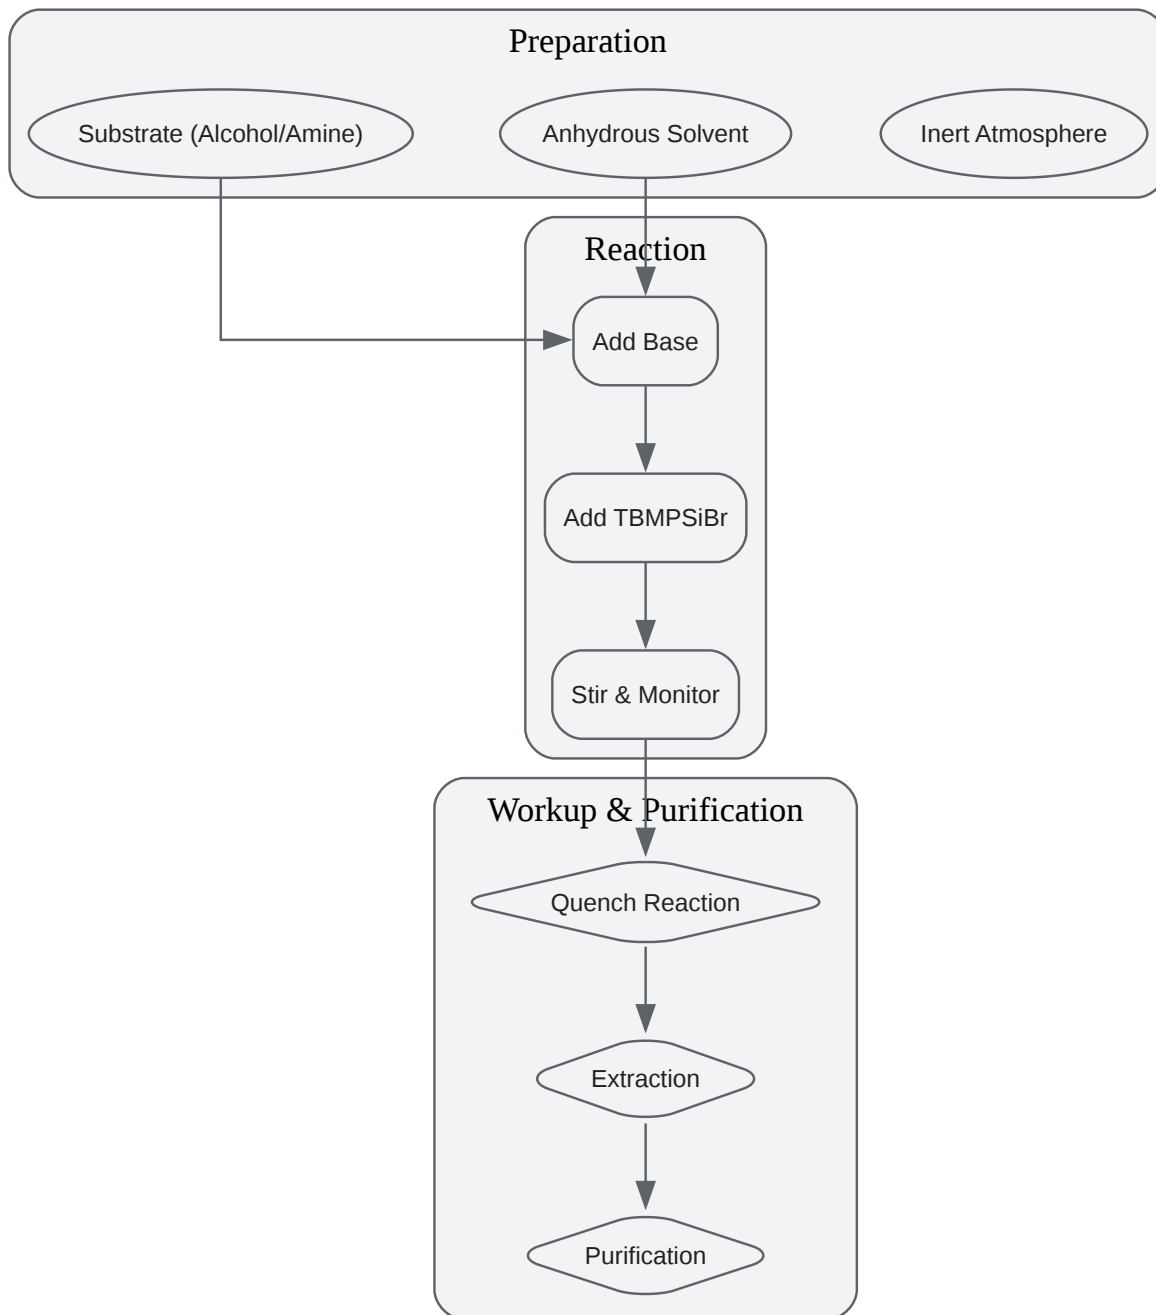 Preparation
Substrate (Alcohol/Amine)
Anhydrous Solvent
Inert Atmosphere
Reaction
Add Base
Add TBMPSiBr
Stir & Monitor
Workup & Purification
Quench Reaction
Extraction
Purification